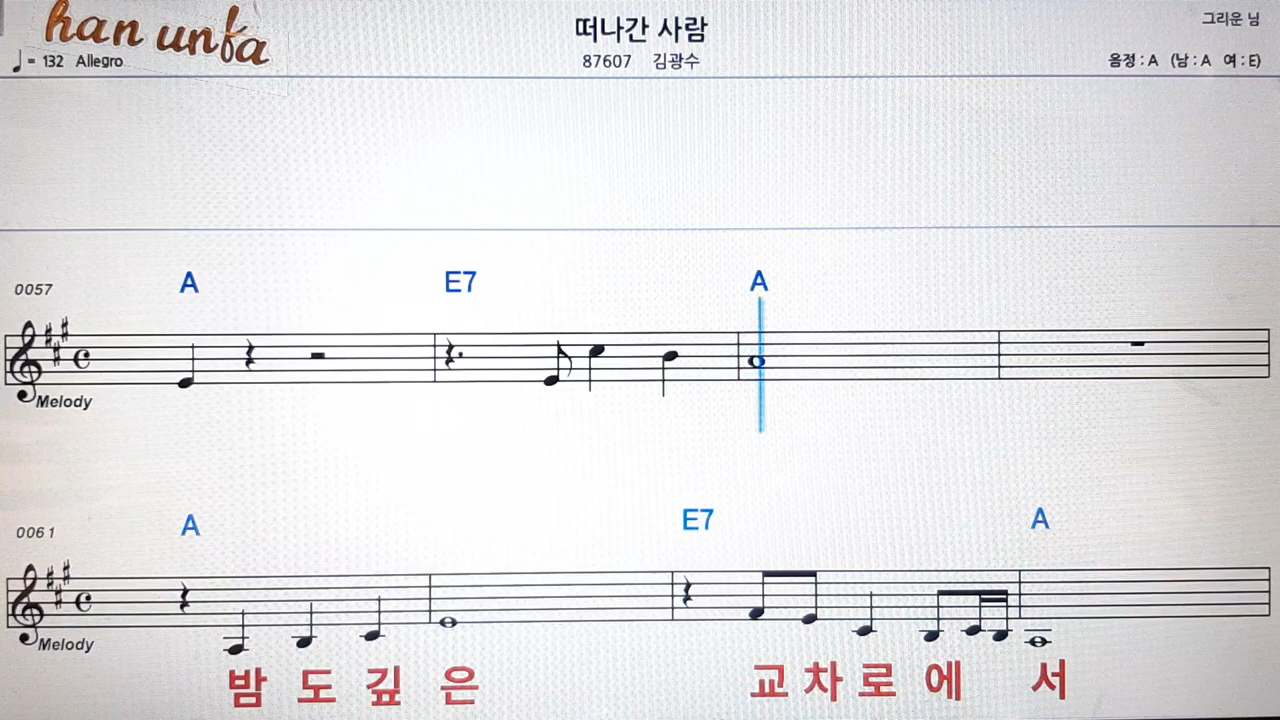 han unfa
떠나간 사람
그리운 님
♩= 132 Allegro
87607 김광수
음정 : A (남 : A 여 : E)
A E7 A
0057
Melody
A E7 A
0061
Melody
밤 도 깊 은 교 차 로 에 서